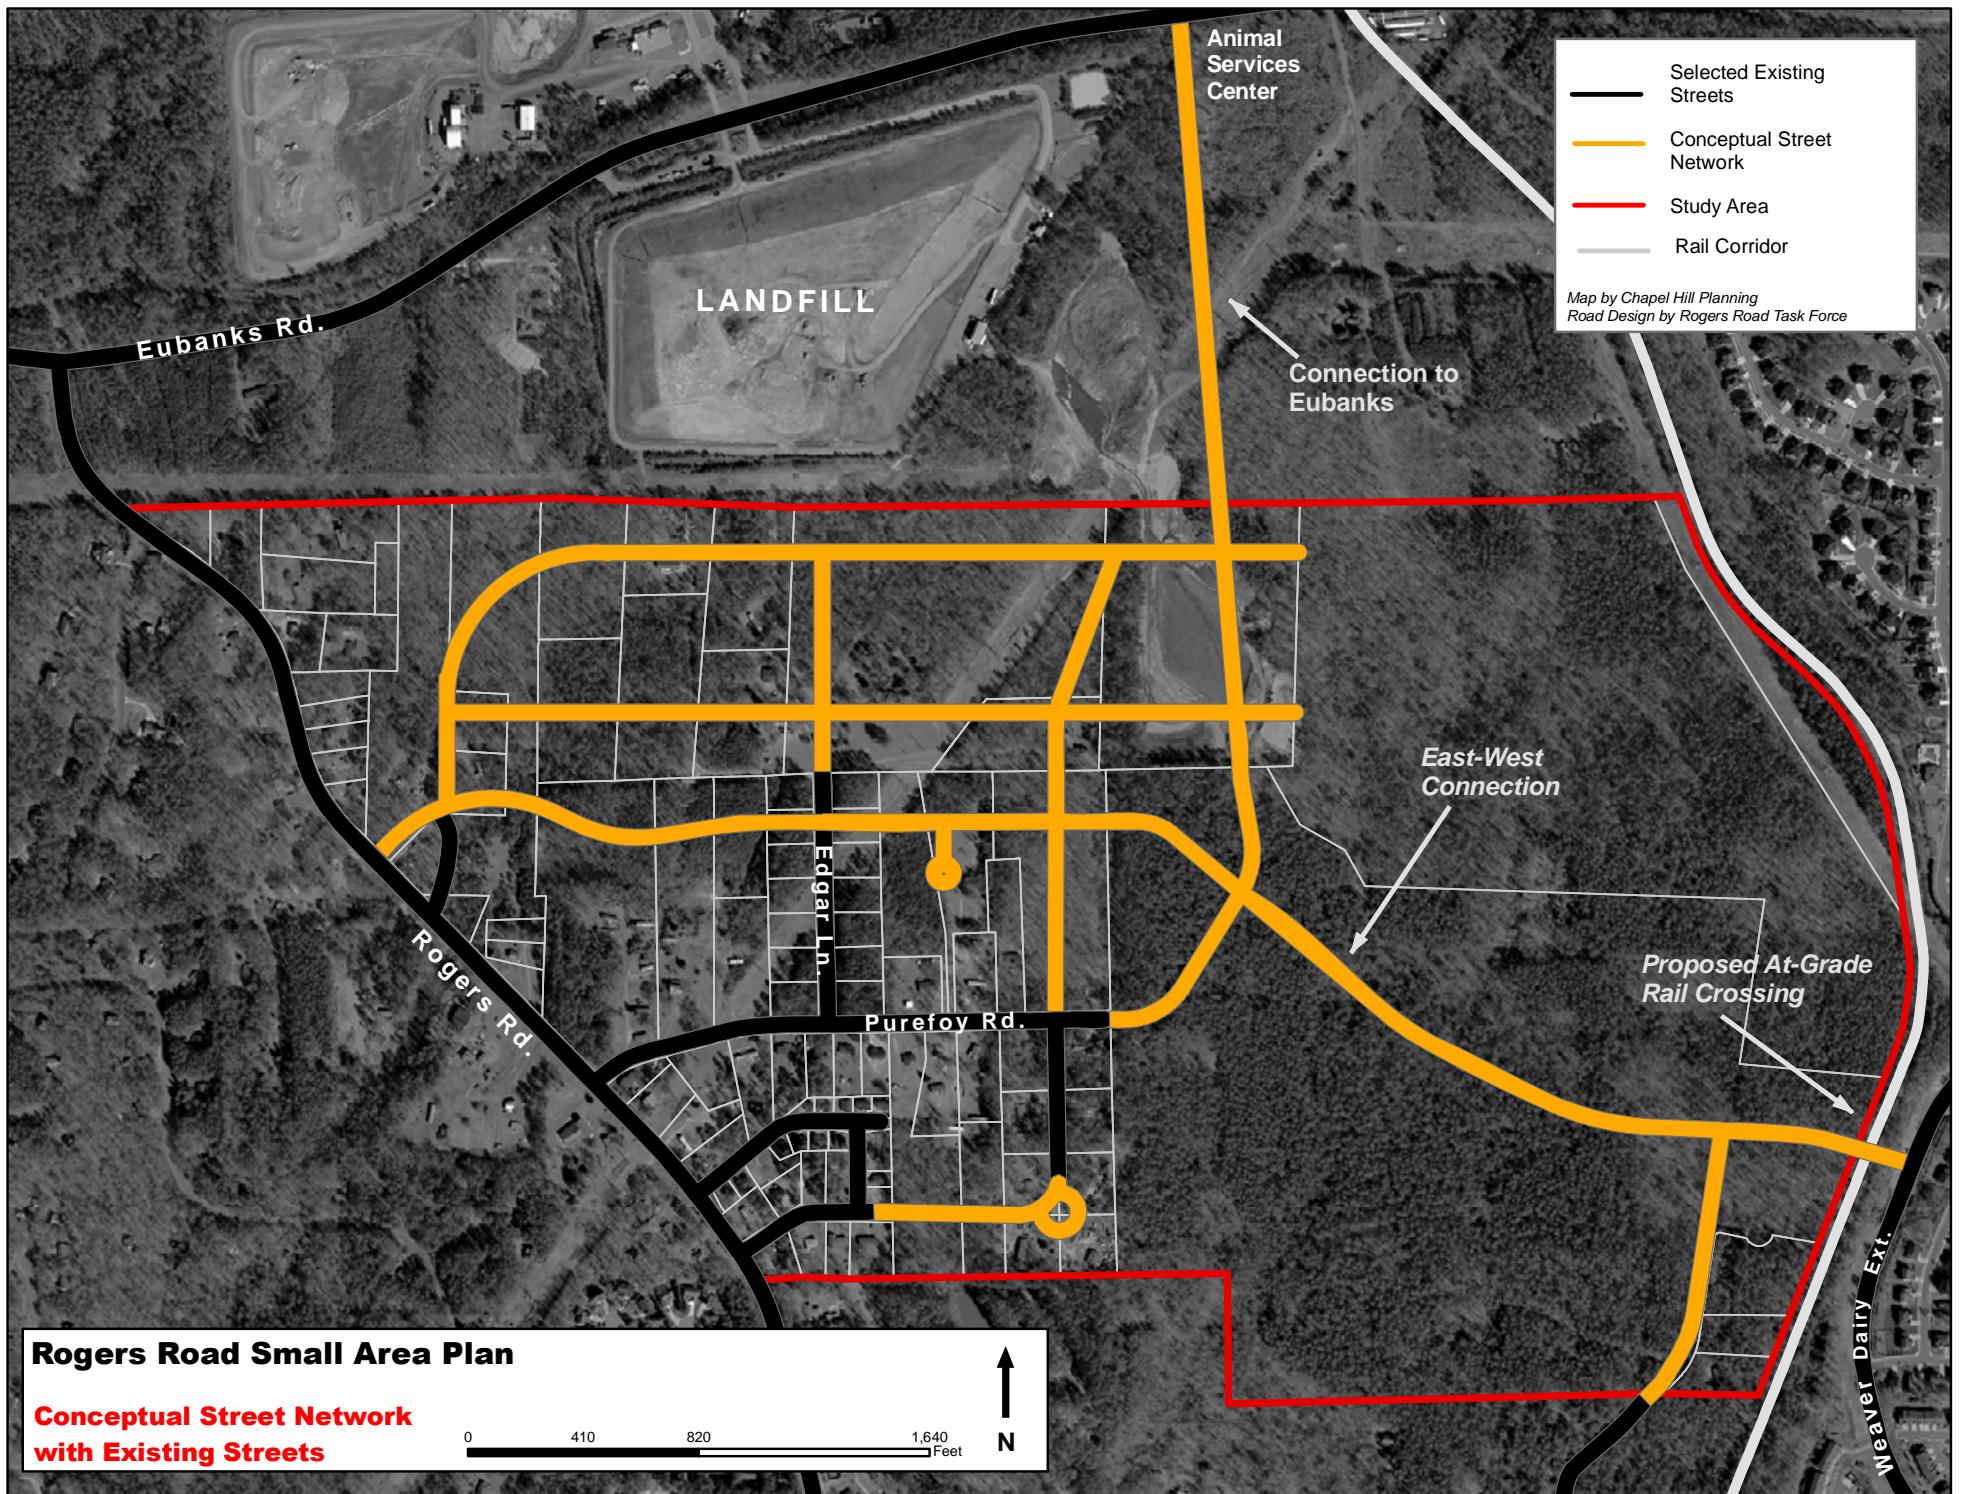 Animal
Services
Center
Selected Existing
Streets
Conceptual Street
Network
Study Area
Rail Corridor
Map by Chapel Hill Planning
Road Design by Rogers Road Task Force
LANDFILL
Eubanks Rd.
Connection to
Eubanks
East-West
Connection
Edgar Ln.
Rogers Rd.
Proposed At-Grade
Rail Crossing
Purefoy Rd.
Weaver Dairy Ext.
Rogers Road Small Area Plan
Conceptual Street Network
with Existing Streets
0 410 820 1,640
Feet
N